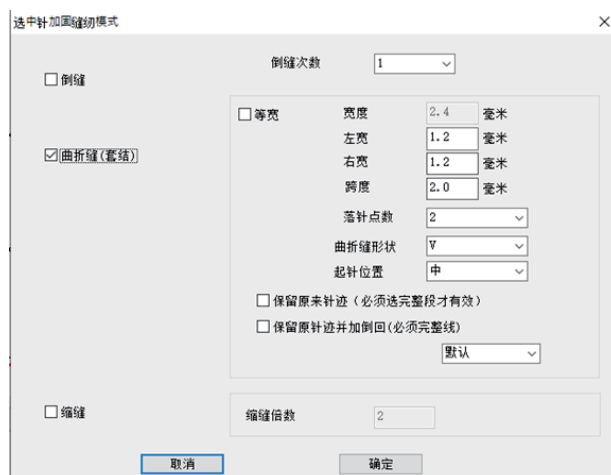 选中针加固缝纫模式
倒缝
倒缝次数 1
曲折缝(套结)
等宽 宽度 2.4 毫米
左宽 1.2 毫米
右宽 1.2 毫米
跨度 2.0 毫米
落针点数 2
曲折缝形状 V
起针位置 中
保留原来针迹(必须选完整段才有效)
保留原针迹并加倒回(必须完整线)
默认
缩缝
缩缝倍数 2
取消 确定